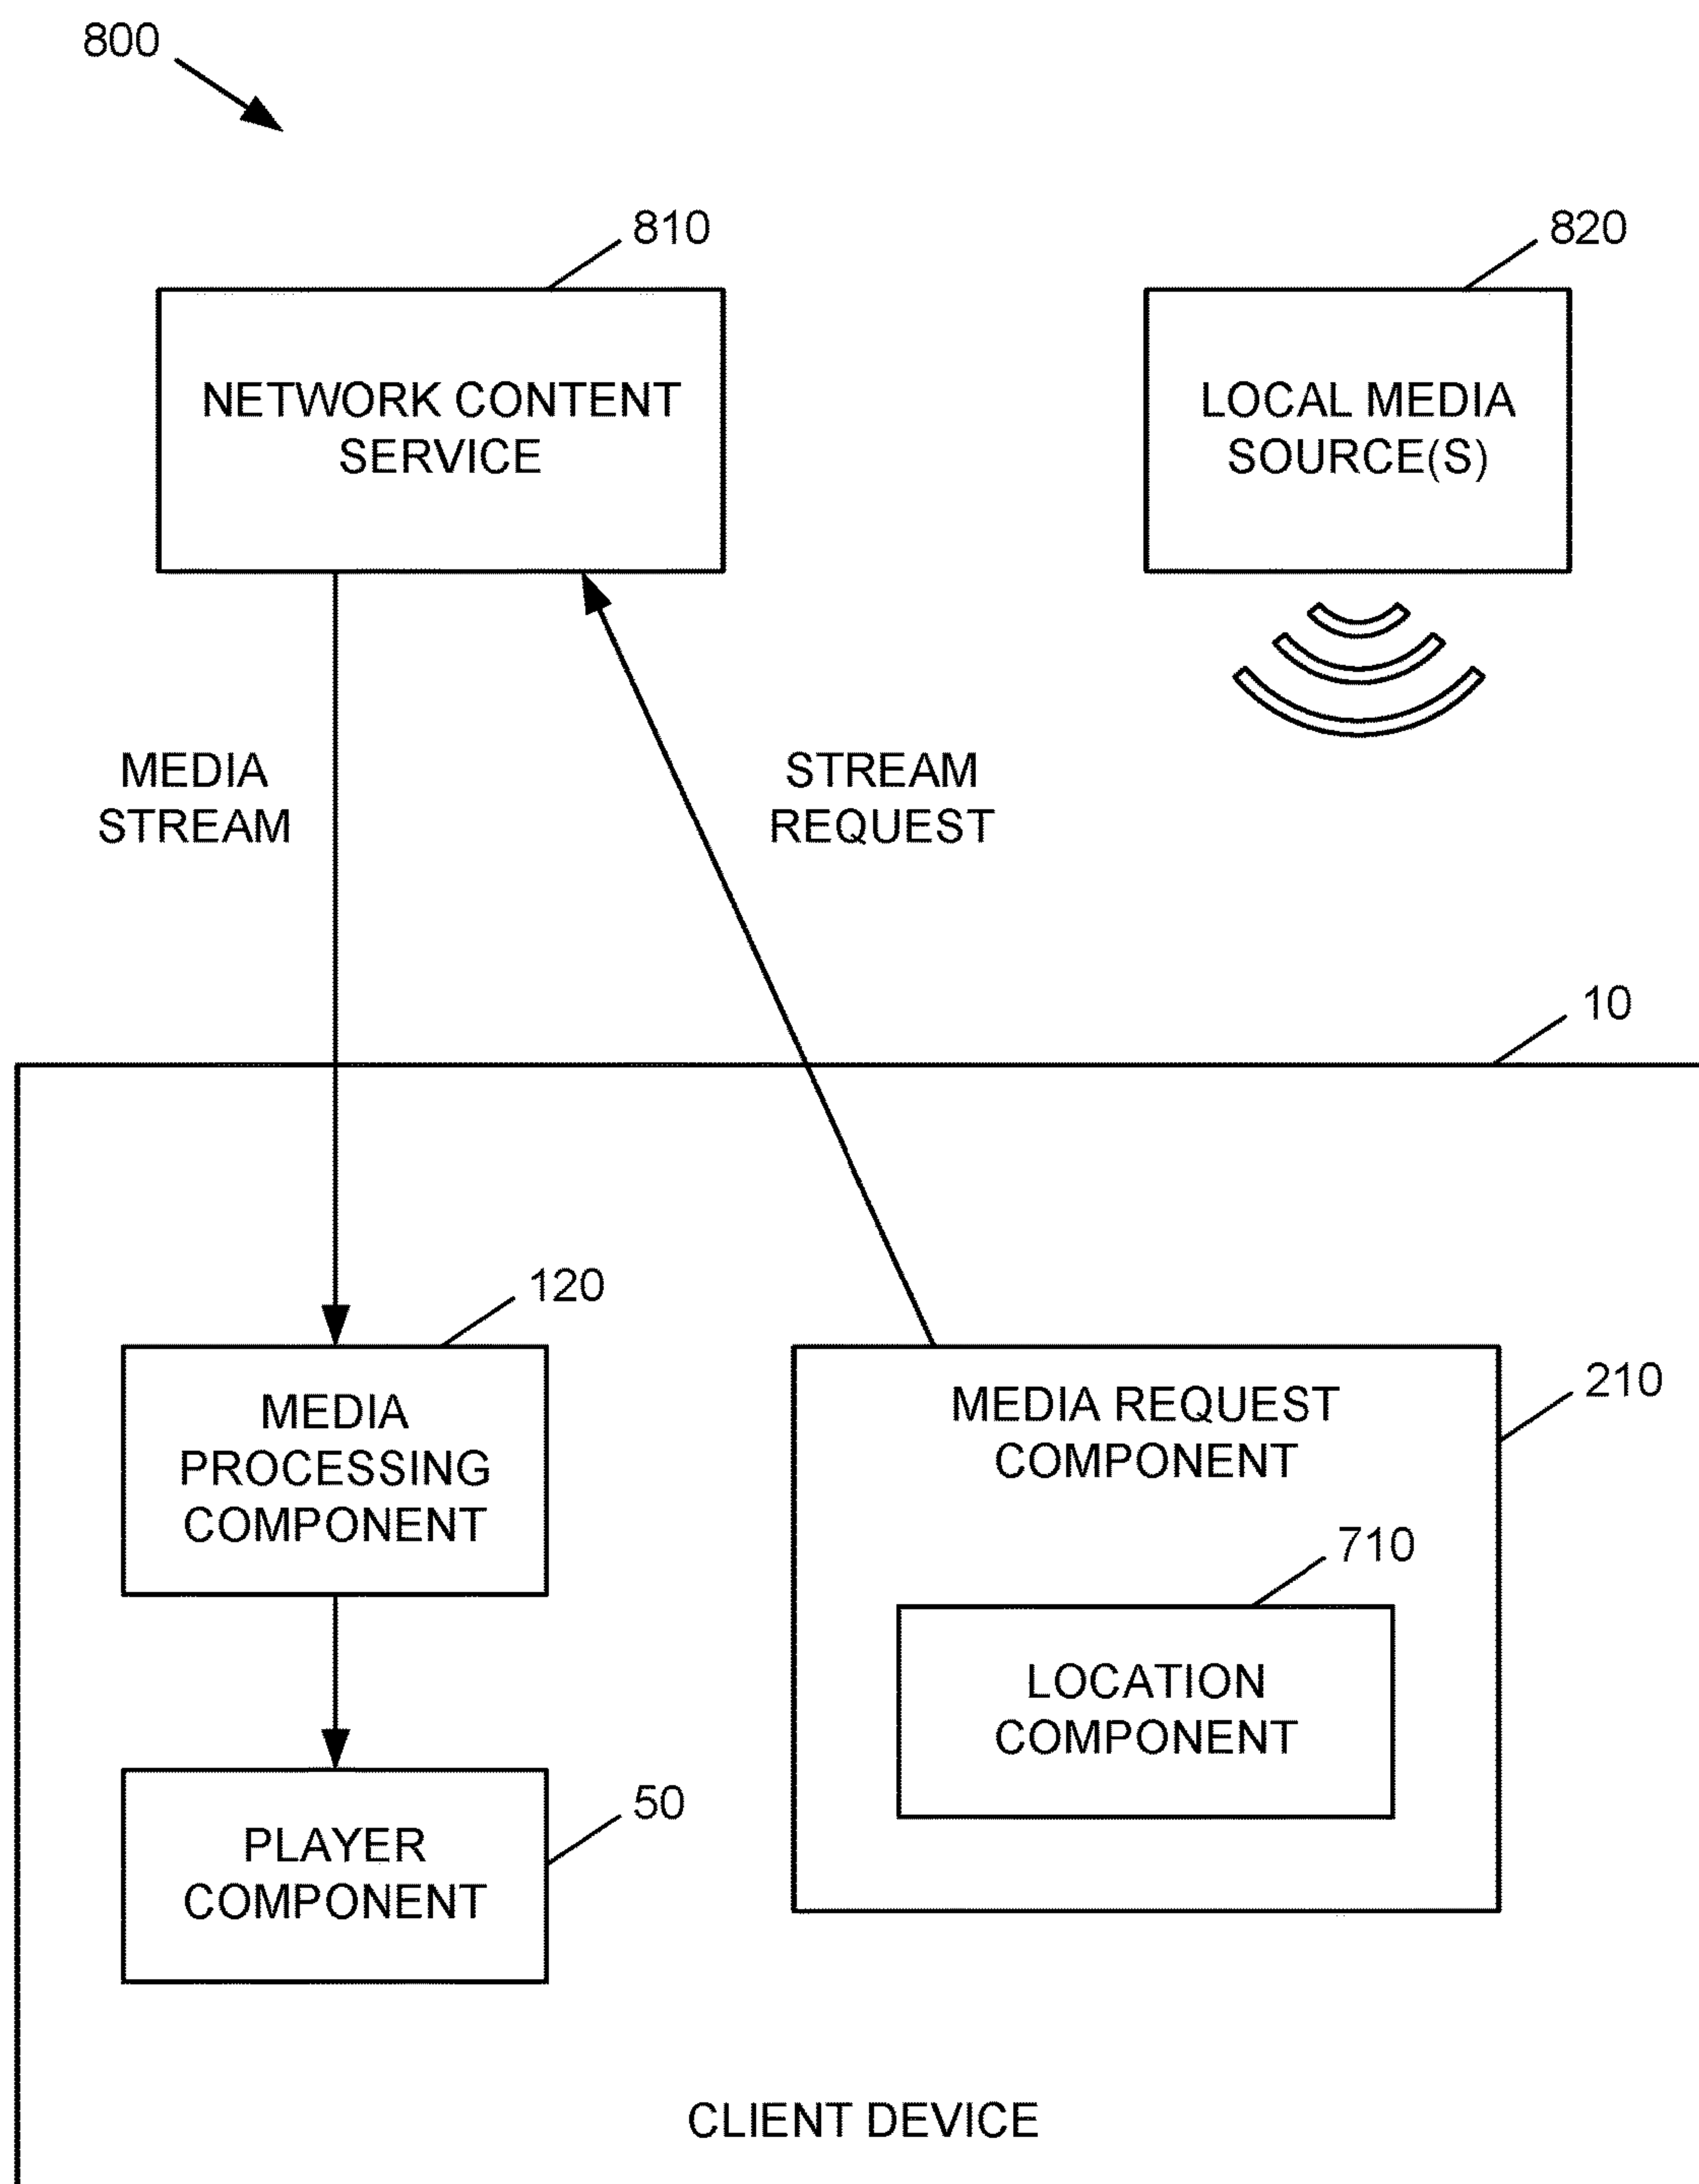 800
810
820
NETWORK CONTENT
SERVICE
LOCAL MEDIA
SOURCE(S)
MEDIA
STREAM
STREAM
REQUEST
10
120
MEDIA
PROCESSING
COMPONENT
MEDIA REQUEST
COMPONENT
210
710
LOCATION
COMPONENT
50
PLAYER
COMPONENT
CLIENT DEVICE